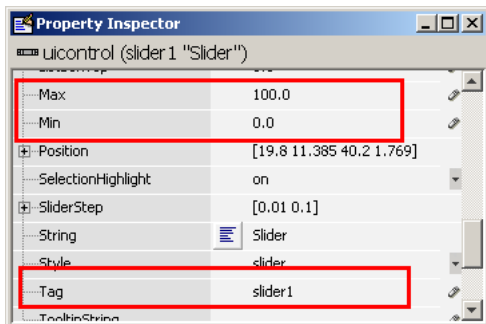 Property Inspector
uicontrol (slider1 "Slider")
Max 100.0
Min 0.0
Position [19.8 11.385 40.2 1.769]
SelectionHighlight on
SliderStep [0.01 0.1]
String Slider
Style slider
Tag slider1
TooltipString